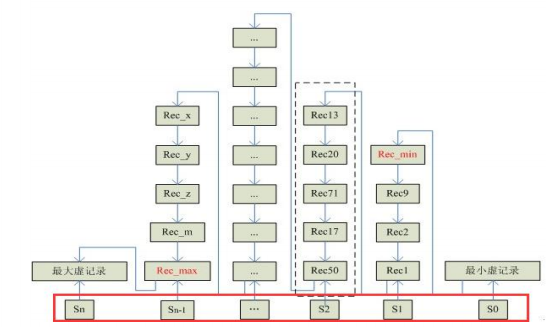 ...
...
Rec_x ... Rec13
Rec_y ... Rec20 Rec_min
Rec_z ... Rec71 Rec9
Rec_m ... Rec17 Rec2
最大虚记录 Rec_max ... Rec50 Rec1 最小虚记录
Sn Sn-1 ... S2 S1 S0